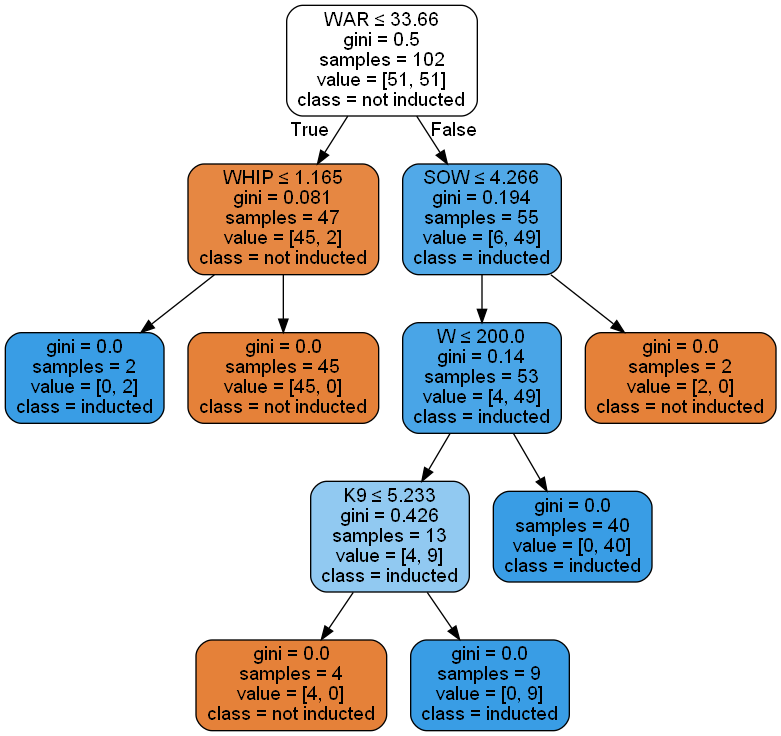 WAR ≤ 33.66
gini = 0.5
samples = 102
value = [51, 51]
class = not inducted
True
False
WHIP ≤ 1.165
gini = 0.081
samples = 47
value = [45, 2]
class = not inducted
SOW ≤ 4.266
gini = 0.194
samples = 55
value = [6, 49]
class = inducted
gini = 0.0
samples = 2
value = [0, 2]
class = inducted
gini = 0.0
samples = 45
value = [45, 0]
class = not inducted
W ≤ 200.0
gini = 0.14
samples = 53
value = [4, 49]
class = inducted
gini = 0.0
samples = 2
value = [2, 0]
class = not inducted
K9 ≤ 5.233
gini = 0.426
samples = 13
value = [4, 9]
class = inducted
gini = 0.0
samples = 40
value = [0, 40]
class = inducted
gini = 0.0
samples = 4
value = [4, 0]
class = not inducted
gini = 0.0
samples = 9
value = [0, 9]
class = inducted